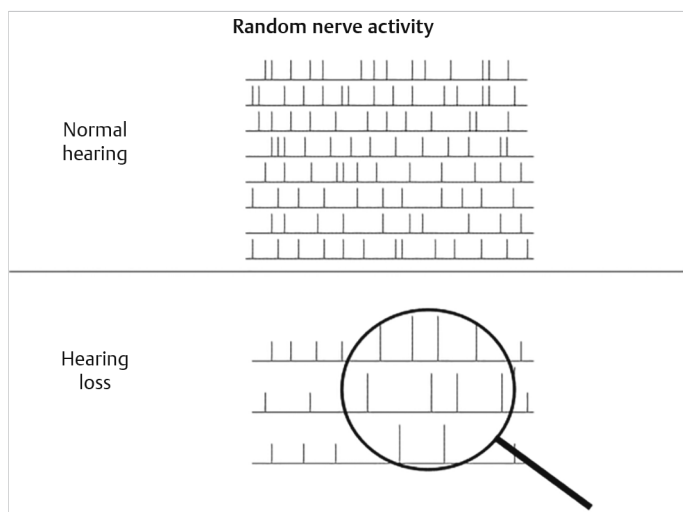 Random nerve activity
Normal
hearing
Hearing
loss